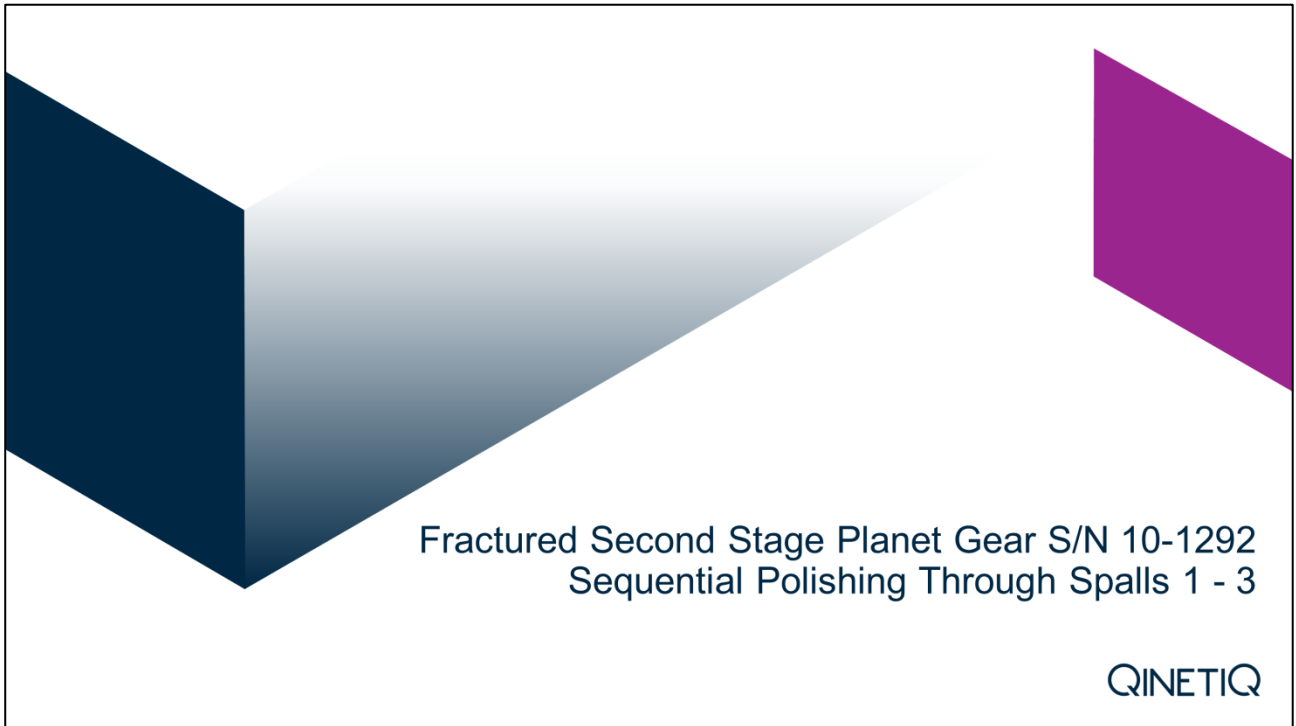 Fractured Second Stage Planet Gear S/N 10-1292
Sequential Polishing Through Spalls 1 - 3
QINETIQ